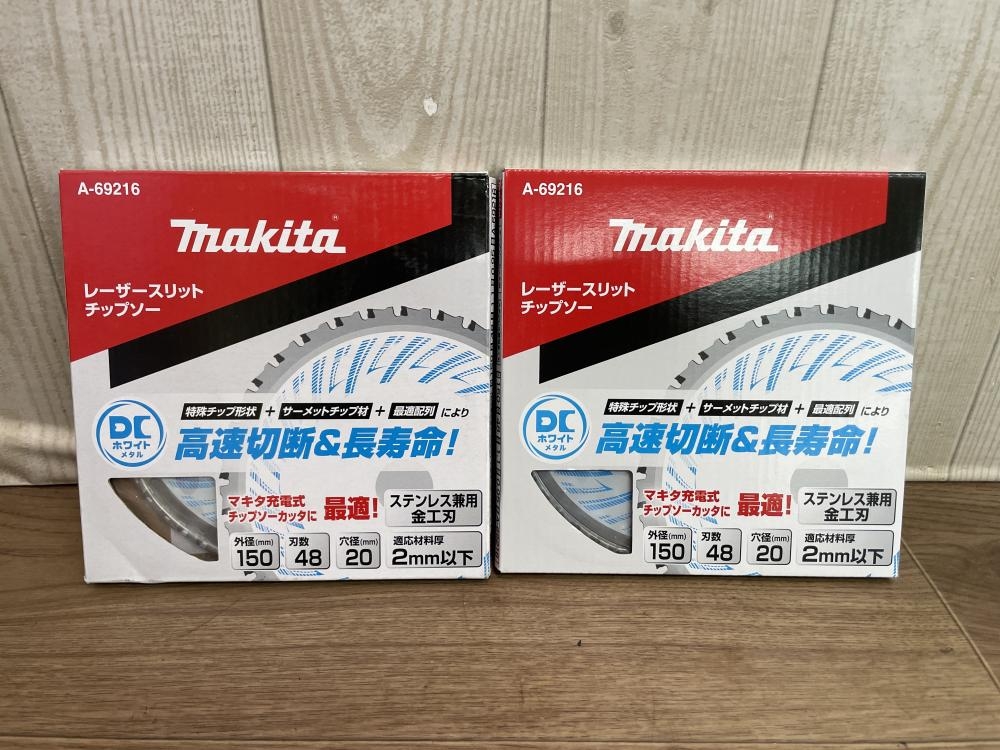 A-69216
makita
レーザースリット
チップソー
DC
ホワイト
メタル
特殊チップ形状 + サーメットチップ材 + 最適配列 により
高速切断&長寿命!
マキタ充電式
チップソーカッタに
最適!
ステンレス兼用
金工刃
外径(mm)
150
刃数
48
穴径(mm)
20
適応材料厚
2mm以下
A-69216
makita
レーザースリット
チップソー
DC
ホワイト
メタル
特殊チップ形状 + サーメットチップ材 + 最適配列 により
高速切断&長寿命!
マキタ充電式
チップソーカッタに
最適!
ステンレス兼用
金工刃
外径(mm)
150
刃数
48
穴径(mm)
20
適応材料厚
2mm以下